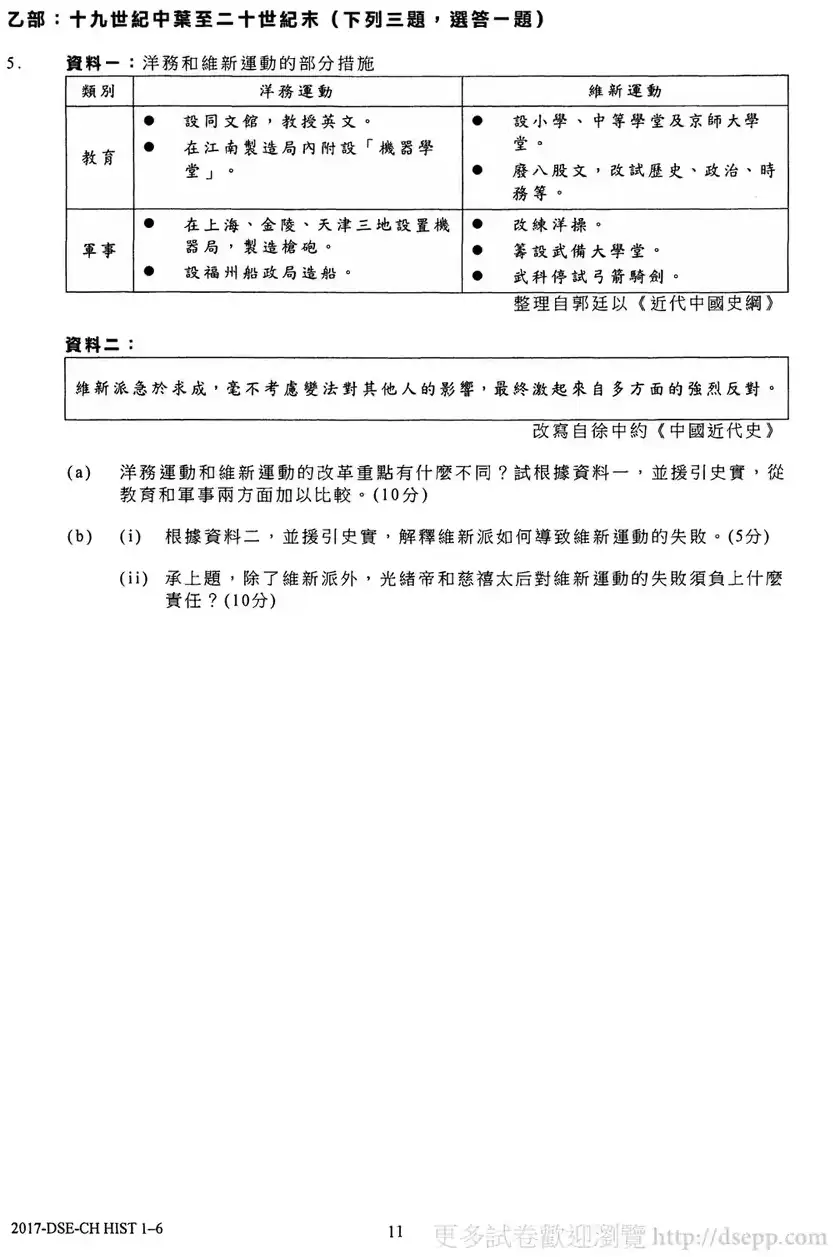 乙部：十九世紀中葉至二十世紀末（下列三題，選答一題）
5. 資料一：洋務和維新運動的部分措施
類別 洋務運動 維新運動
教育
● 設同文館，教授英文。
● 在江南製造局內附設「機器學
堂」。
● 設小學、中等學堂及京師大學
堂。
● 廢八股文，改試歷史、政治、時
務等。
軍事
● 在上海、金陵、天津三地設置機
器局，製造槍砲。
● 設福州船政局造船。
● 改練洋操。
● 籌設武備大學堂。
● 武科停試弓箭騎劍。
整理自郭廷以《近代中國史綱》
資料二：
維新派急於求成，毫不考慮變法對其他人的影響，最終激起來自多方面的強烈反對。
改寫自徐中約《中國近代史》
(a) 洋務運動和維新運動的改革重點有什麼不同？試根據資料一，並援引史實，從
教育和軍事兩方面加以比較。(10分)
(b) (i) 根據資料二，並援引史實，解釋維新派如何導致維新運動的失敗。(5分)
(ii) 承上題，除了維新派外，光緒帝和慈禧太后對維新運動的失敗須負上什麼
責任？(10分)
2017-DSE-CH HIST 1–6
11
更多試卷歡迎瀏覽 http://dsepp.com